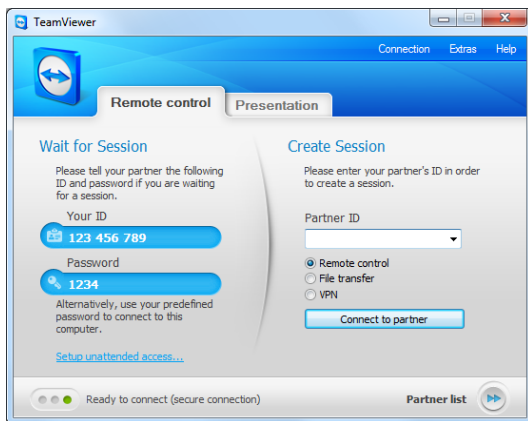 TeamViewer
Connection Extras Help
Remote control Presentation
Wait for Session
Please tell your partner the following
ID and password if you are waiting
for a session.
Your ID
123 456 789
Password
1234
Alternatively, use your predefined
password to connect to this
computer.
Setup unattended access...
Create Session
Please enter your partner's ID in order
to create a session.
Partner ID
Remote control
File transfer
VPN
Connect to partner
Ready to connect (secure connection)
Partner list